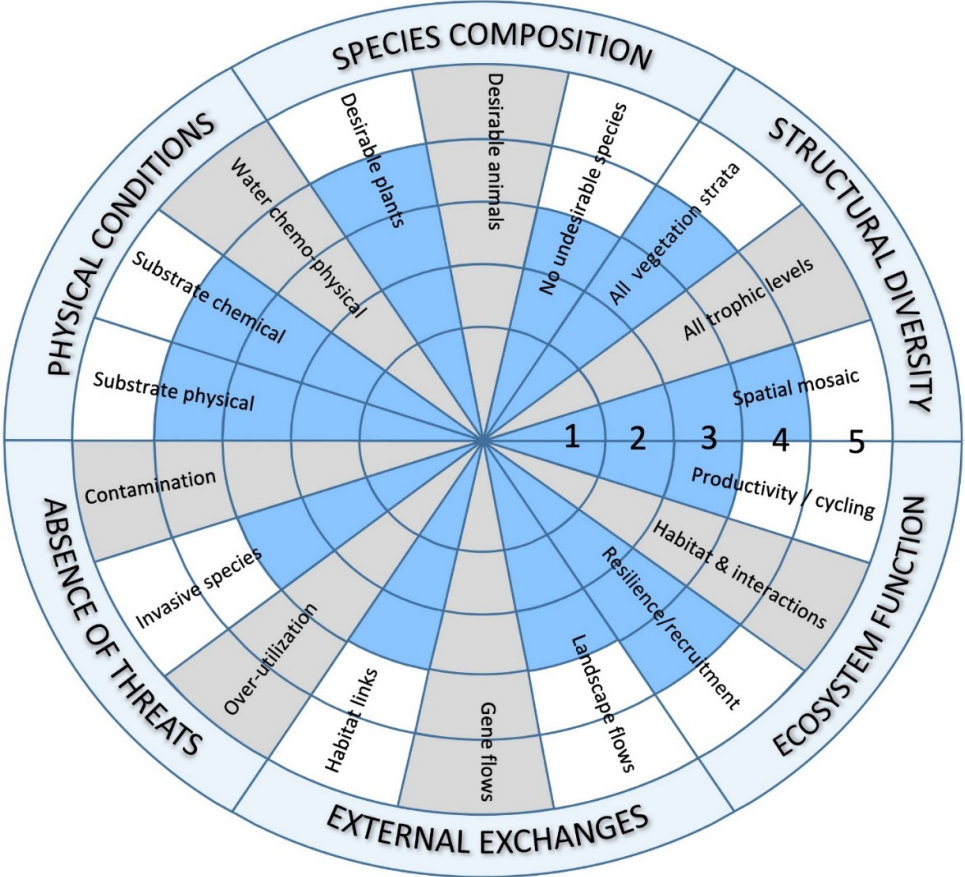 SPECIES COMPOSITION
Desirable plants
Desirable animals
No undesirable species
STRUCTURAL DIVERSITY
All vegetation strata
All trophic levels
Spatial mosaic
1 2 3 4 5
ECOSYSTEM FUNCTION
Productivity / cycling
Habitat & interactions
Resilience/recruitment
EXTERNAL EXCHANGES
Landscape flows
Gene flows
Habitat links
ABSENCE OF THREATS
Over-utilization
Invasive species
Contamination
PHYSICAL CONDITIONS
Substrate physical
Substrate chemical
Water chemo-physical